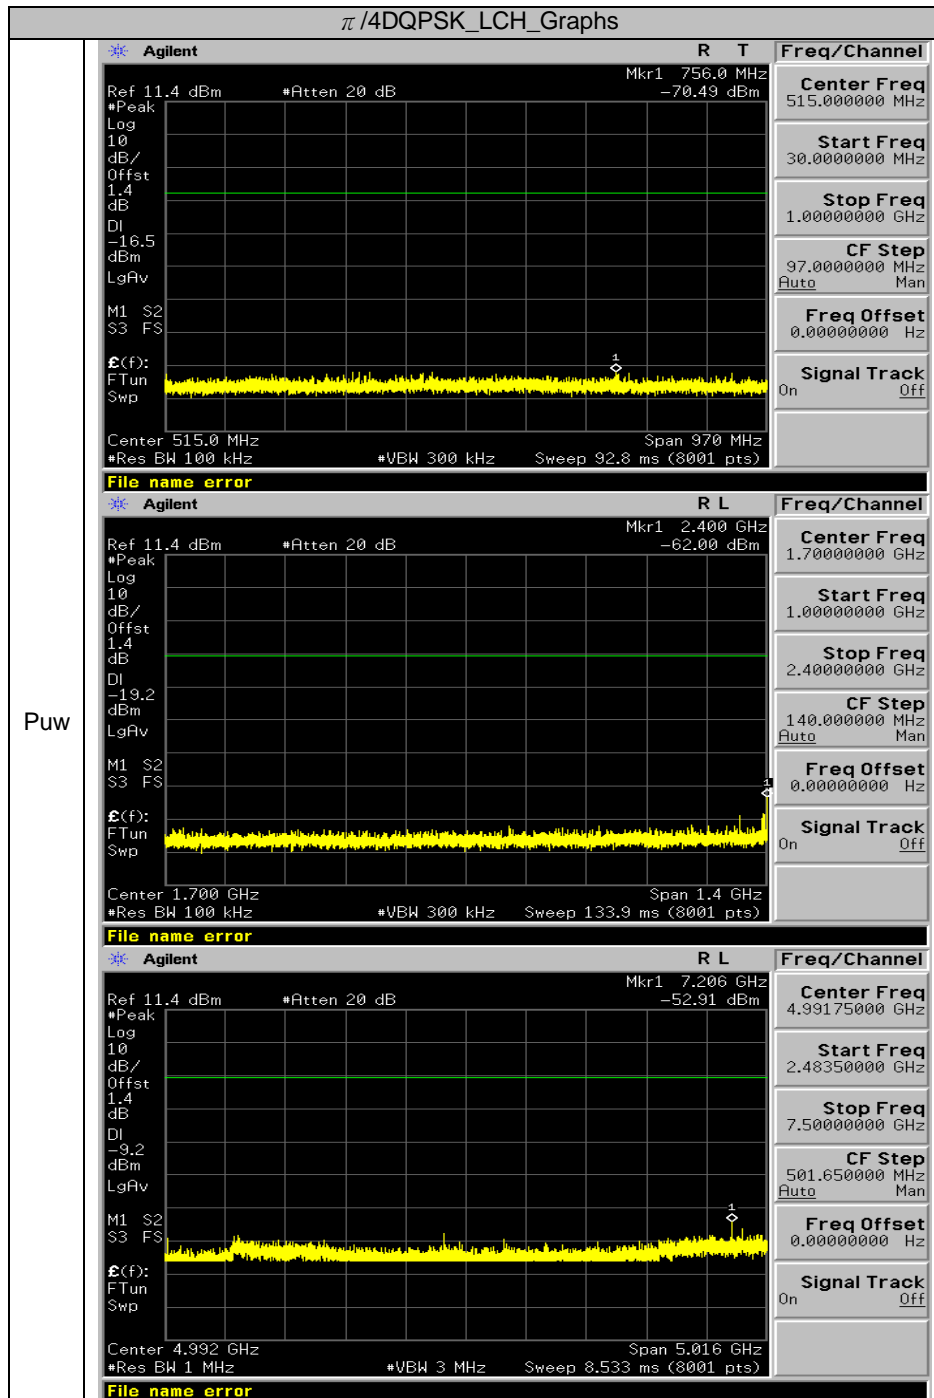 π/4DQPSK_LCH_Graphs
Puw
Agilent R T Freq/Channel
Mkr1 756.0 MHz
Ref 11.4 dBm #Atten 20 dB -70.49 dBm
#Peak
Log
10
dB/
Offst
1.4
dB
DI
-16.5
dBm
LgAv
M1 S2
S3 FS
£(f):
FTun
Swp
1
Center 515.0 MHz Span 970 MHz
#Res BW 100 kHz #VBW 300 kHz Sweep 92.8 ms (8001 pts)
File name error
Center Freq
515.000000 MHz
Start Freq
30.0000000 MHz
Stop Freq
1.00000000 GHz
CF Step
97.0000000 MHz
Auto Man
Freq Offset
0.00000000 Hz
Signal Track
On Off
Agilent R L Freq/Channel
Mkr1 2.400 GHz
Ref 11.4 dBm #Atten 20 dB -62.00 dBm
#Peak
Log
10
dB/
Offst
1.4
dB
DI
-19.2
dBm
LgAv
M1 S2
S3 FS
£(f):
FTun
Swp
1
Center 1.700 GHz Span 1.4 GHz
#Res BW 100 kHz #VBW 300 kHz Sweep 133.9 ms (8001 pts)
File name error
Center Freq
1.70000000 GHz
Start Freq
1.00000000 GHz
Stop Freq
2.40000000 GHz
CF Step
140.000000 MHz
Auto Man
Freq Offset
0.00000000 Hz
Signal Track
On Off
Agilent R L Freq/Channel
Mkr1 7.206 GHz
Ref 11.4 dBm #Atten 20 dB -52.91 dBm
#Peak
Log
10
dB/
Offst
1.4
dB
DI
-9.2
dBm
LgAv
M1 S2
S3 FS
£(f):
FTun
Swp
1
Center 4.992 GHz Span 5.016 GHz
#Res BW 1 MHz #VBW 3 MHz Sweep 8.533 ms (8001 pts)
File name error
Center Freq
4.99175000 GHz
Start Freq
2.48350000 GHz
Stop Freq
7.50000000 GHz
CF Step
501.650000 MHz
Auto Man
Freq Offset
0.00000000 Hz
Signal Track
On Off